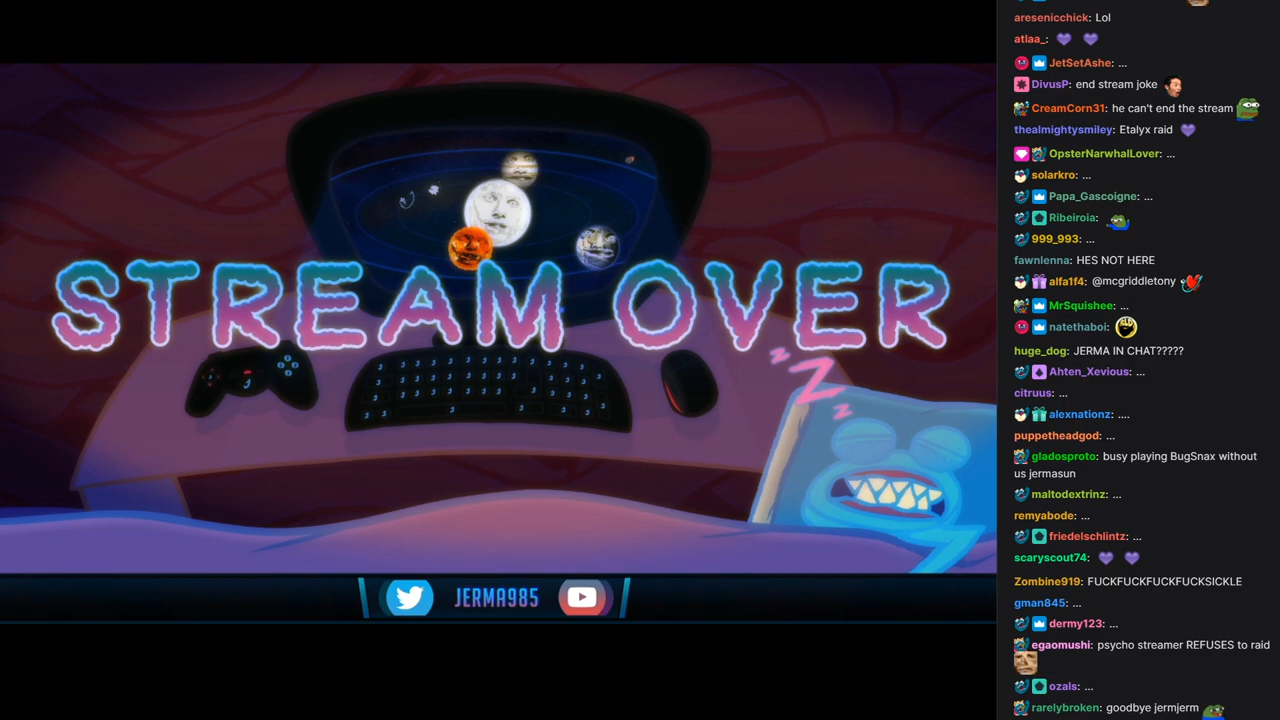 STREAM OVER
z
Z
z
JERMA985
aresenicchick: Lol
atlaa_:
JetSetAshe: ...
DivusP: end stream joke
CreamCorn31: he can't end the stream
thealmightysmiley: Etalyx raid
OpsterNarwhalLover: ...
solarkro: ...
Papa_Gascoigne: ...
Ribeiroia:
999_993: ...
fawnlenna: HES NOT HERE
alfa1f4: @mcgriddletony
MrSquishee: ...
natethaboi:
huge_dog: JERMA IN CHAT?????
Ahten_Xevious: ...
citruus: ...
alexnationz: ....
puppetheadgod: ...
gladosproto: busy playing BugSnax without
us jermasun
maltodextrinz: ...
remyabode: ...
friedelschlintz: ...
scaryscout74:
Zombine919: FUCKFUCKFUCKFUCKSICKLE
gman845: ...
dermy123: ...
egaomushi: psycho streamer REFUSES to raid
ozals: ...
rarelybroken: goodbye jermjerm